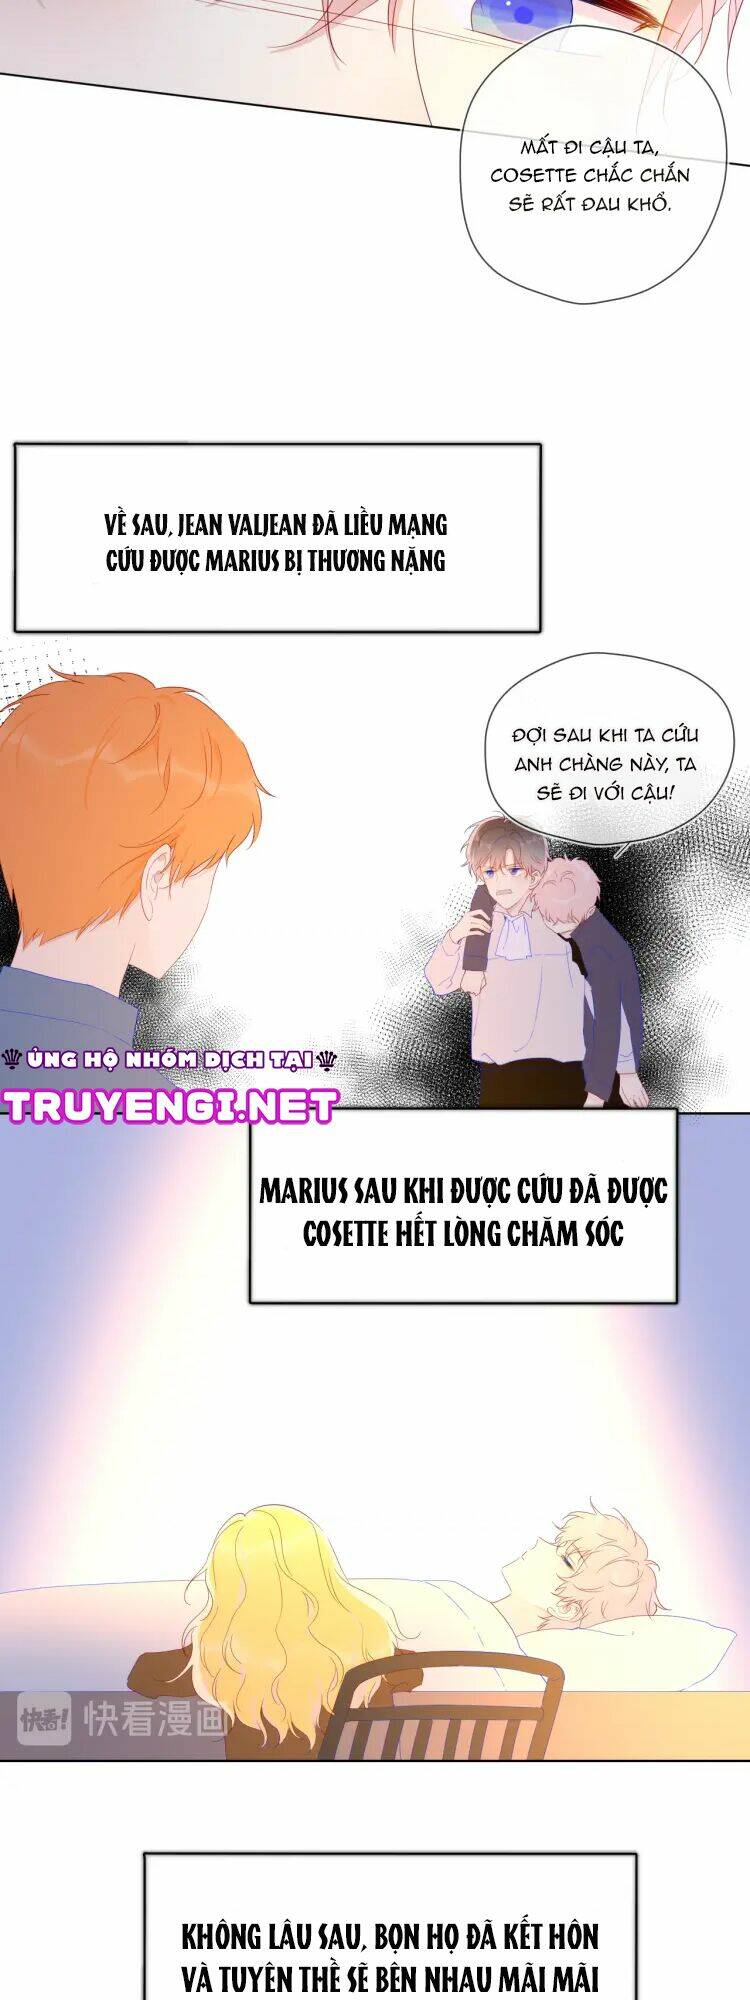 MẤT ĐI CẬU TA,
COSETTE CHẮC CHẮN
SẼ RẤT ĐAU KHỔ.
VỀ SAU, JEAN VALJEAN ĐÃ LIỀU MẠNG
CỨU ĐƯỢC MARIUS BỊ THƯƠNG NẶNG
ĐỢI SAU KHI TA CỨU
ANH CHÀNG NÀY, TA
SẼ ĐI VỚI CẬU!
ỦNG HỘ NHÓM DỊCH TẠI
TRUYENGI.NET
MARIUS SAU KHI ĐƯỢC CỨU ĐÃ ĐƯỢC
COSETTE HẾT LÒNG CHĂM SÓC
快看! 快看漫画
KHÔNG LÂU SAU, BỌN HỌ ĐÃ KẾT HÔN
VÀ TUYÊN THỀ SẼ BÊN NHAU MÃI MÃI